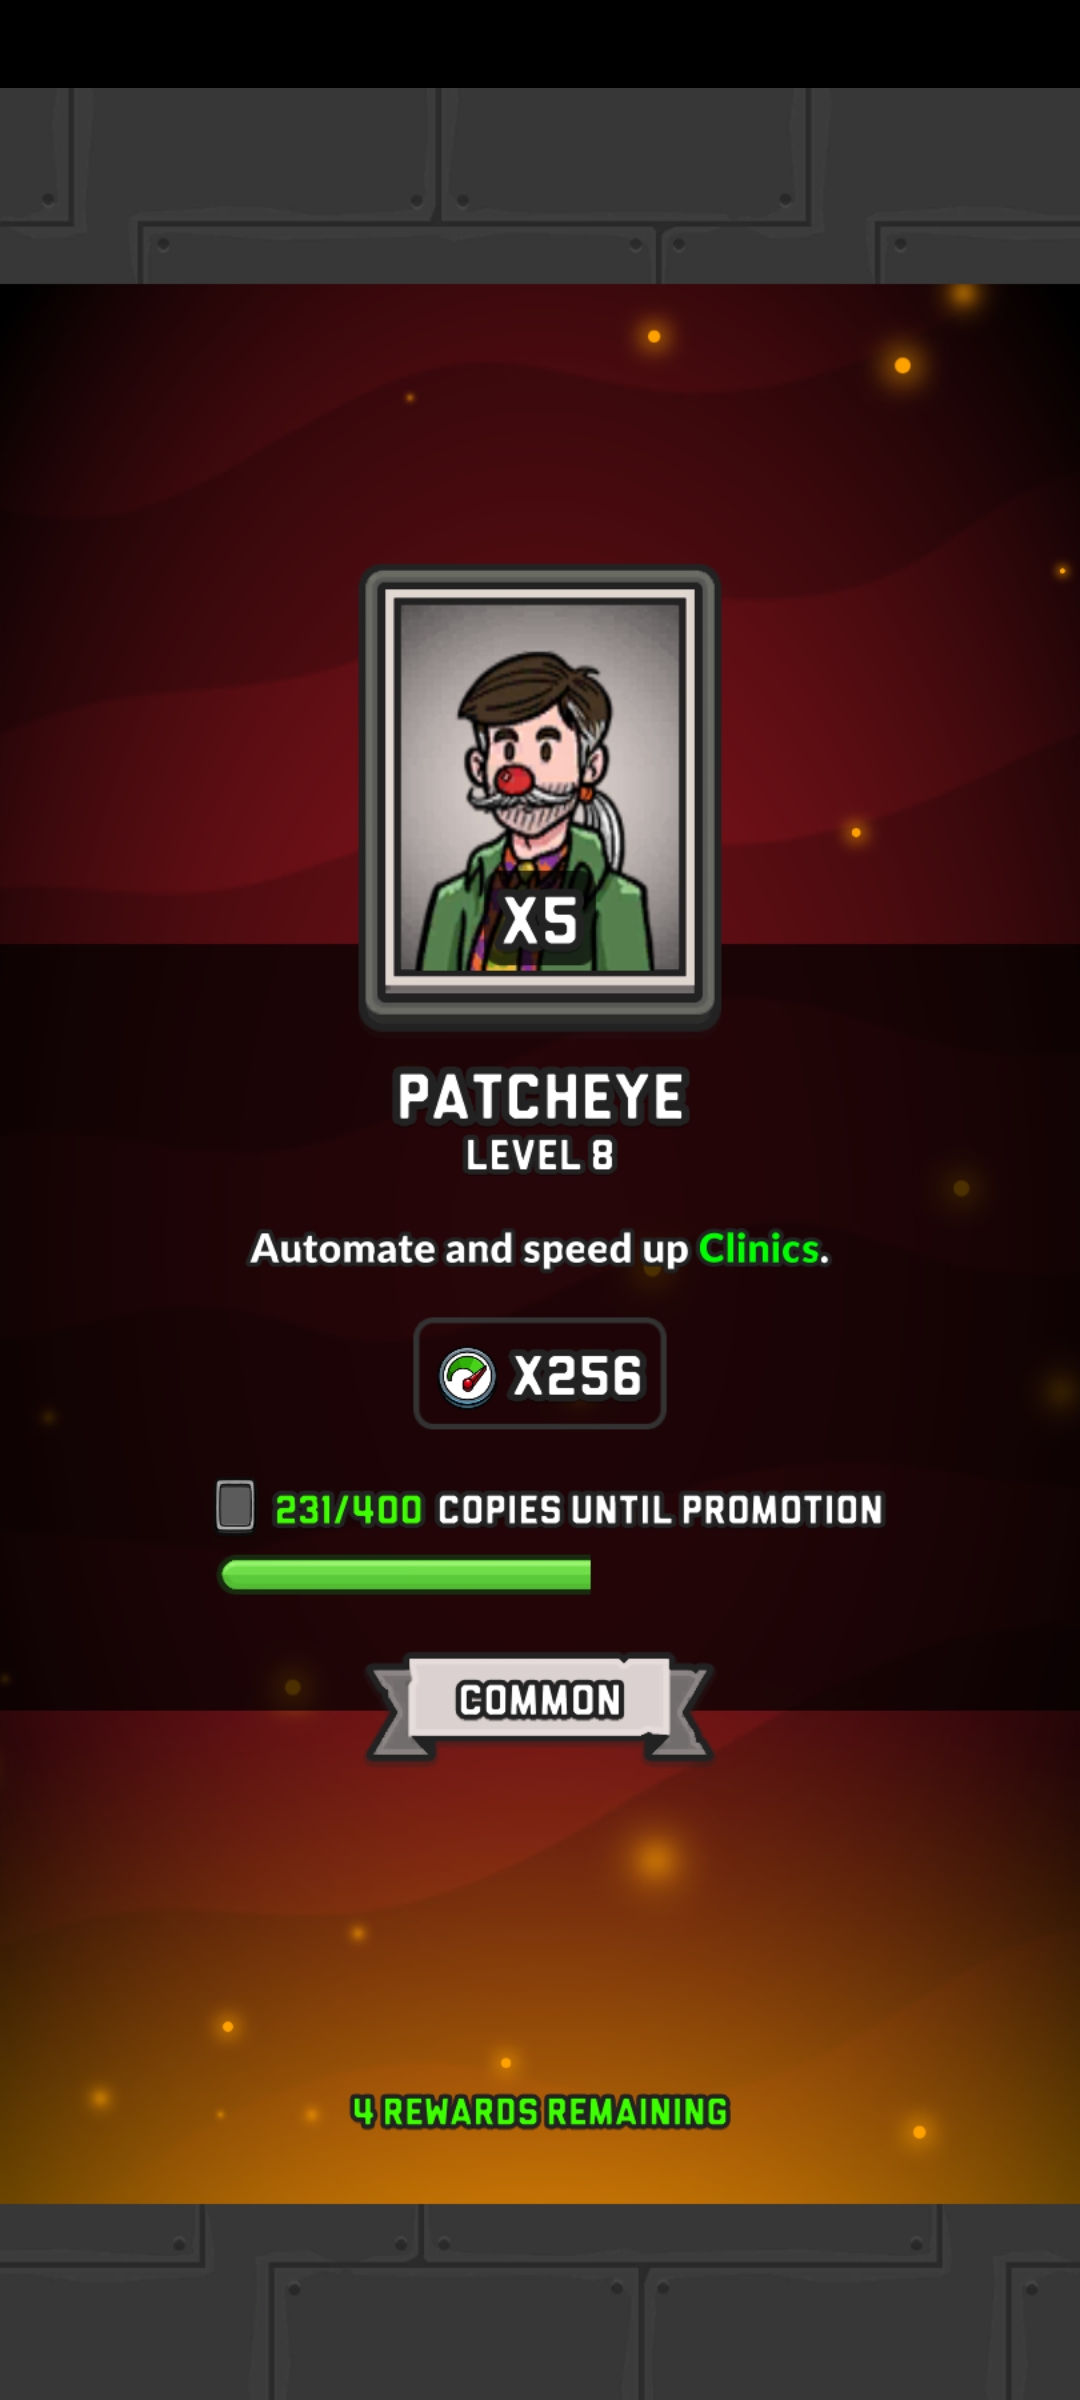 X5
PATCHEYE
LEVEL 8
Automate and speed up Clinics.
X256
231/400 COPIES UNTIL PROMOTION
COMMON
4 REWARDS REMAINING